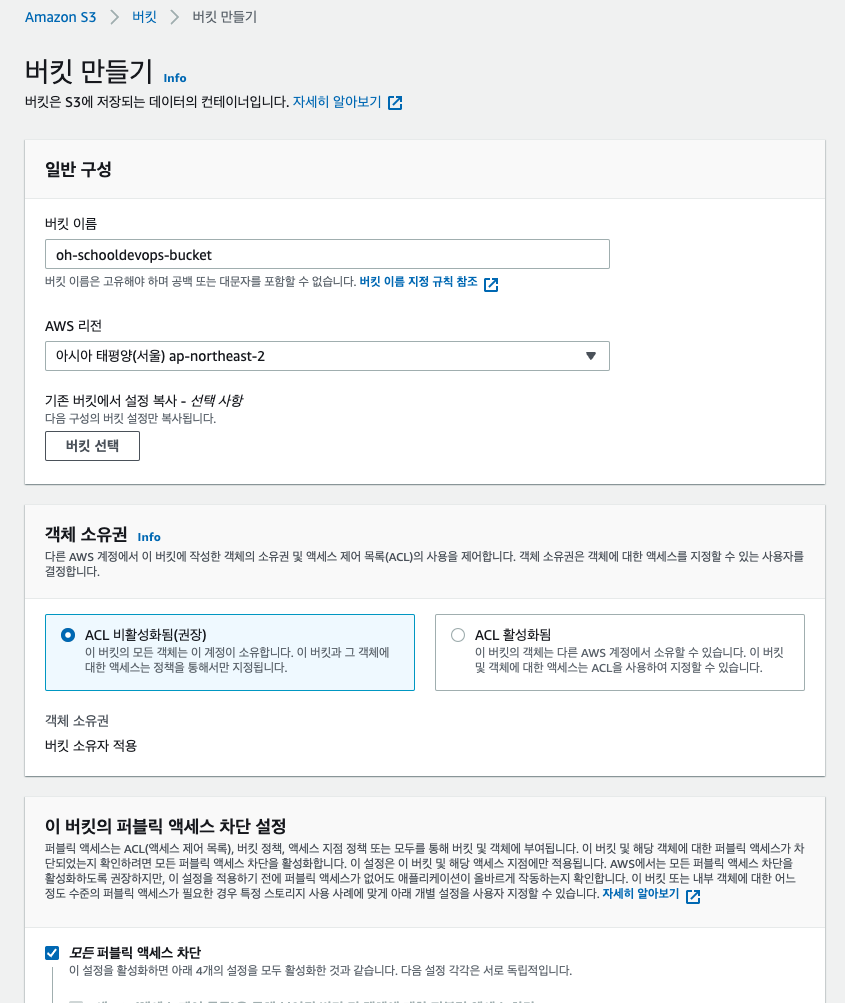 Amazon S3 > 버킷 > 버킷 만들기
버킷 만들기 Info
버킷은 S3에 저장되는 데이터의 컨테이너입니다. 자세히 알아보기
일반 구성
버킷 이름
oh-schooldevops-bucket
버킷 이름은 고유해야 하며 공백 또는 대문자를 포함할 수 없습니다. 버킷 이름 지정 규칙 참조
AWS 리전
아시아 태평양(서울) ap-northeast-2
기존 버킷에서 설정 복사 - 선택 사항
다음 구성의 버킷 설정만 복사됩니다.
버킷 선택
객체 소유권 Info
다른 AWS 계정에서 이 버킷에 작성한 객체의 소유권 및 액세스 제어 목록(ACL)의 사용을 제어합니다. 객체 소유권은 객체에 대한 액세스를 지정할 수 있는 사용자를
결정합니다.
ACL 비활성화됨(권장)
이 버킷의 모든 객체는 이 계정이 소유합니다. 이 버킷과 그 객체에
대한 액세스는 정책을 통해서만 지정됩니다.
ACL 활성화됨
이 버킷의 객체는 다른 AWS 계정에서 소유할 수 있습니다. 이 버킷
및 객체에 대한 액세스는 ACL을 사용하여 지정할 수 있습니다.
객체 소유권
버킷 소유자 적용
이 버킷의 퍼블릭 액세스 차단 설정
퍼블릭 액세스는 ACL(액세스 제어 목록), 버킷 정책, 액세스 지점 정책 또는 모두를 통해 버킷 및 객체에 부여됩니다. 이 버킷 및 해당 객체에 대한 퍼블릭 액세스가 차
단되었는지 확인하려면 모든 퍼블릭 액세스 차단을 활성화합니다. 이 설정은 이 버킷 및 해당 액세스 지점에만 적용됩니다. AWS에서는 모든 퍼블릭 액세스 차단을
활성화하도록 권장하지만, 이 설정을 적용하기 전에 퍼블릭 액세스가 없어도 애플리케이션이 올바르게 작동하는지 확인합니다. 이 버킷 또는 내부 객체에 대한 어느
정도 수준의 퍼블릭 액세스가 필요한 경우 특정 스토리지 사용 사례에 맞게 아래 개별 설정을 사용자 지정할 수 있습니다. 자세히 알아보기
모든 퍼블릭 액세스 차단
이 설정을 활성화하면 아래 4개의 설정을 모두 활성화한 것과 같습니다. 다음 설정 각각은 서로 독립적입니다.